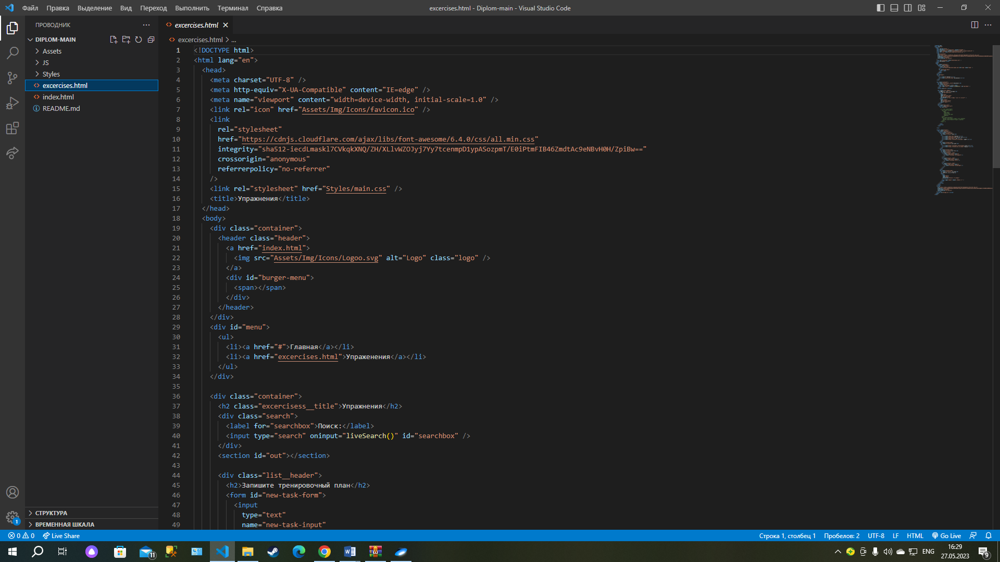 Файл Правка Выделение Вид Переход Выполнить Терминал Справка
excercises.html - Diplom-main - Visual Studio Code
ПРОВОДНИК
DIPLOM-MAIN
Assets
JS
Styles
excercises.html
index.html
README.md
СТРУКТУРА
ВРЕМЕННАЯ ШКАЛА
excercises.html
excercises.html > ...
1 <!DOCTYPE html>
2 <html lang="en">
3 <head>
4 <meta charset="UTF-8" />
5 <meta http-equiv="X-UA-Compatible" content="IE=edge" />
6 <meta name="viewport" content="width=device-width, initial-scale=1.0" />
7 <link rel="icon" href="Assets/Img/Icons/favicon.ico" />
8 <link
9 rel="stylesheet"
10 href="https://cdnjs.cloudflare.com/ajax/libs/font-awesome/6.4.0/css/all.min.css"
11 integrity="sha512-iecdLmaskl7CVkqkXNQ/ZH/XLlvWZOJyj7Yy7tcenmpD1ypASozpmT/E0iPtmFIB46ZmdtAc9eNBvH0H/ZpiBw=="
12 crossorigin="anonymous"
13 referrerpolicy="no-referrer"
14 />
15 <link rel="stylesheet" href="Styles/main.css" />
16 <title>Упражнения</title>
17 </head>
18 <body>
19 <div class="container">
20 <header class="header">
21 <a href="index.html">
22 <img src="Assets/Img/Icons/Logoo.svg" alt="Logo" class="logo" />
23 </a>
24 <div id="burger-menu">
25 <span></span>
26 </div>
27 </header>
28 </div>
29 <div id="menu">
30 <ul>
31 <li><a href="#">Главная</a></li>
32 <li><a href="excercises.html">Упраженения</a></li>
33 </ul>
34 </div>
35
36 <div class="container">
37 <h2 class="excercisess__title">Упражнения</h2>
38 <div class="search">
39 <label for="searchbox">Поиск:</label>
40 <input type="search" oninput="liveSearch()" id="searchbox" />
41 </div>
42 <section id="out"></section>
43
44 <div class="list__header">
45 <h2>Запишите тренировочный план</h2>
46 <form id="new-task-form">
47 <input
48 type="text"
49 name="new-task-input"
0 0 Live Share
Строка 1, столбец 1 Пробелов: 2 UTF-8 LF HTML Go Live
1
11
ENG
16:29
27.05.2023
9